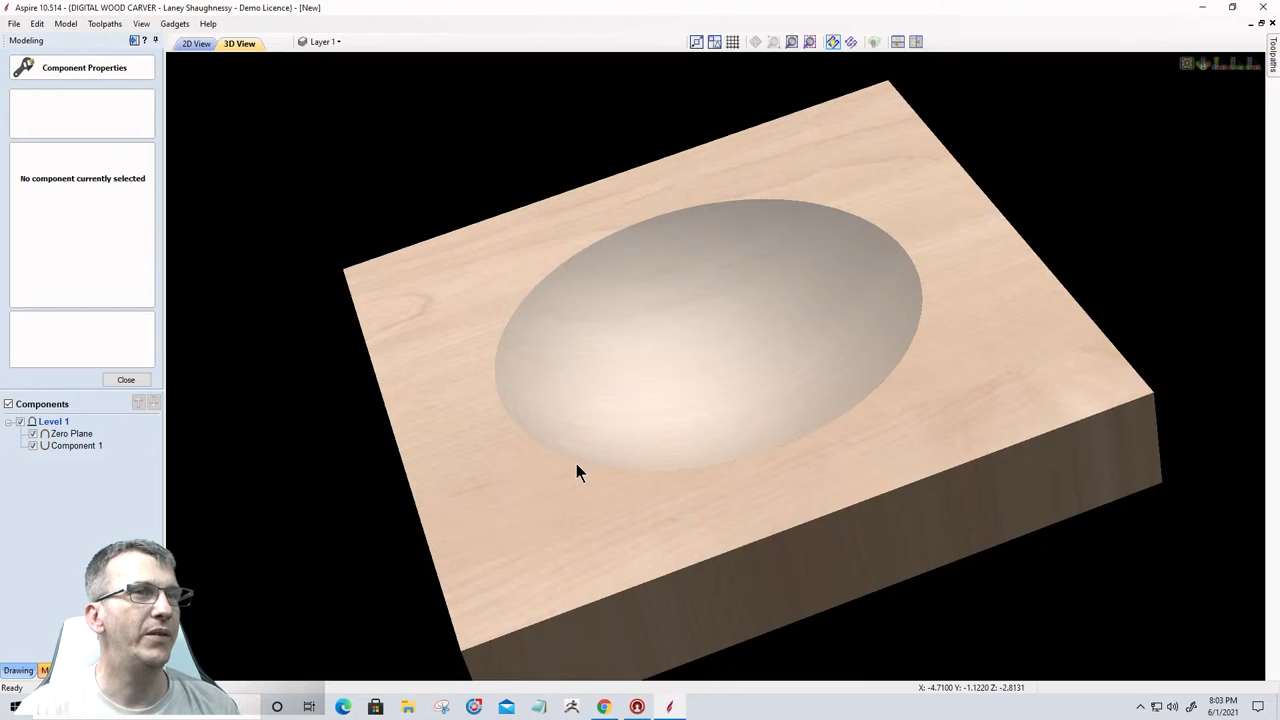 Aspire 10.514 - (DIGITAL WOOD CARVER - Laney Shaughnessy - Demo Licence) - [New]
File Edit Model Toolpaths View Gadgets Help
Modeling
2D View 3D View Layer 1
Toolpaths
Component Properties
No component currently selected
Close
Components
Level 1
Zero Plane
Component 1
Drawing
Ready
X: -4.7100 Y: -1.1220 Z: -2.8131
8:03 PM
6/1/2021